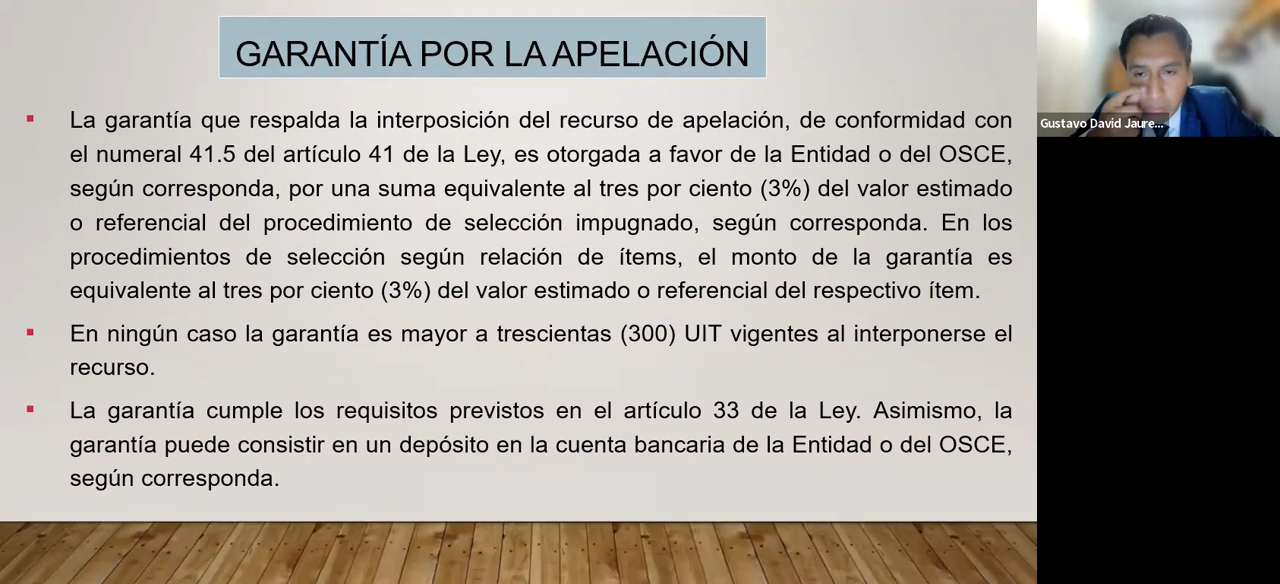 GARANTÍA POR LA APELACIÓN
La garantía que respalda la interposición del recurso de apelación, de conformidad con
el numeral 41.5 del artículo 41 de la Ley, es otorgada a favor de la Entidad o del OSCE,
según corresponda, por una suma equivalente al tres por ciento (3%) del valor estimado
o referencial del procedimiento de selección impugnado, según corresponda. En los
procedimientos de selección según relación de ítems, el monto de la garantía es
equivalente al tres por ciento (3%) del valor estimado o referencial del respectivo ítem.
En ningún caso la garantía es mayor a trescientas (300) UIT vigentes al interponerse el
recurso.
La garantía cumple los requisitos previstos en el artículo 33 de la Ley. Asimismo, la
garantía puede consistir en un depósito en la cuenta bancaria de la Entidad o del OSCE,
según corresponda.
Gustavo David Jaure...